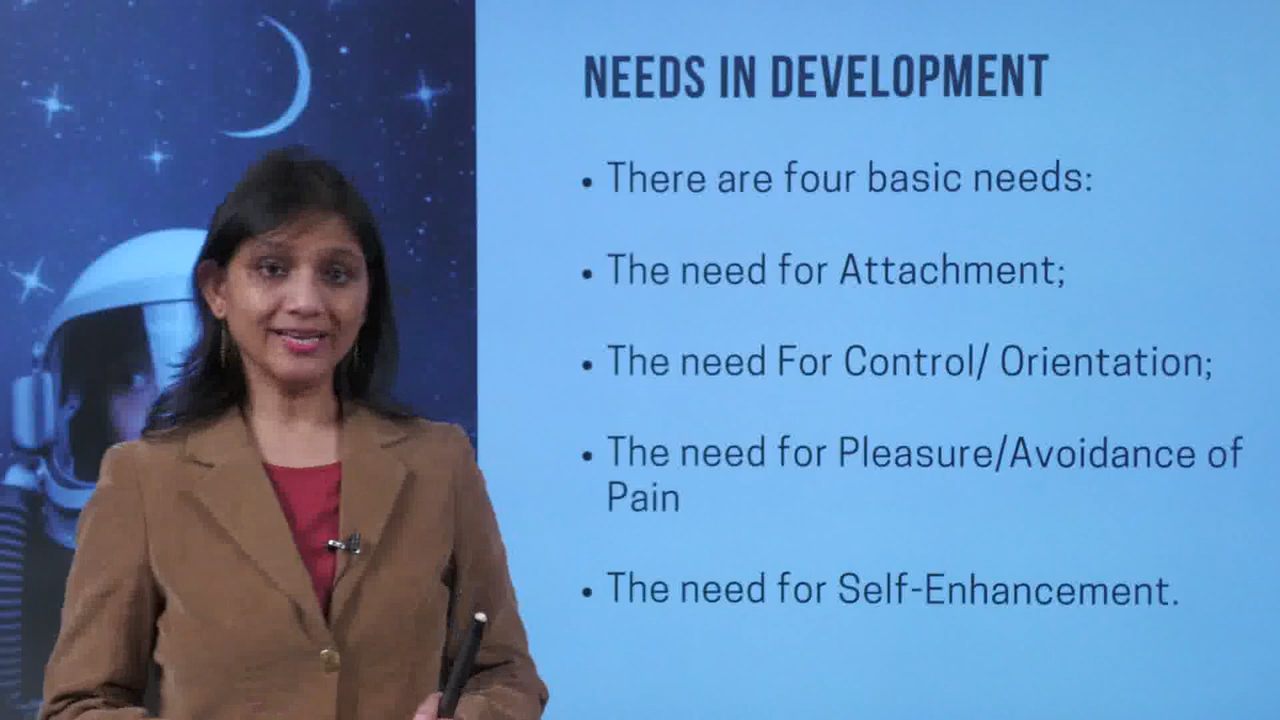 NEEDS IN DEVELOPMENT
• There are four basic needs:
• The need for Attachment;
• The need For Control/ Orientation;
• The need for Pleasure/Avoidance of
Pain
• The need for Self-Enhancement.